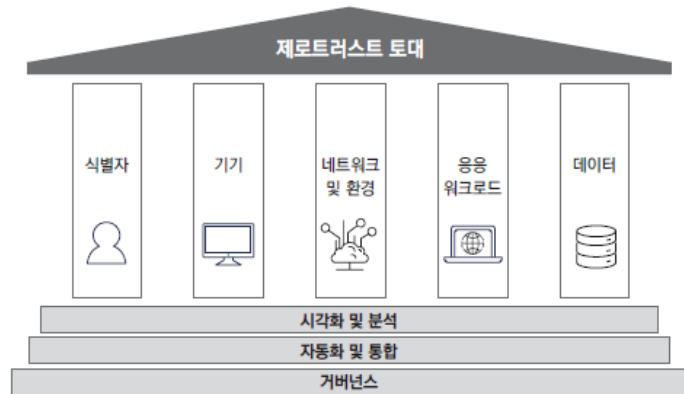 제로트러스트 토대
식별자
기기
네트워크
및 환경
응응
워크로드
데이터
시각화 및 분석
자동화 및 통합
거버넌스